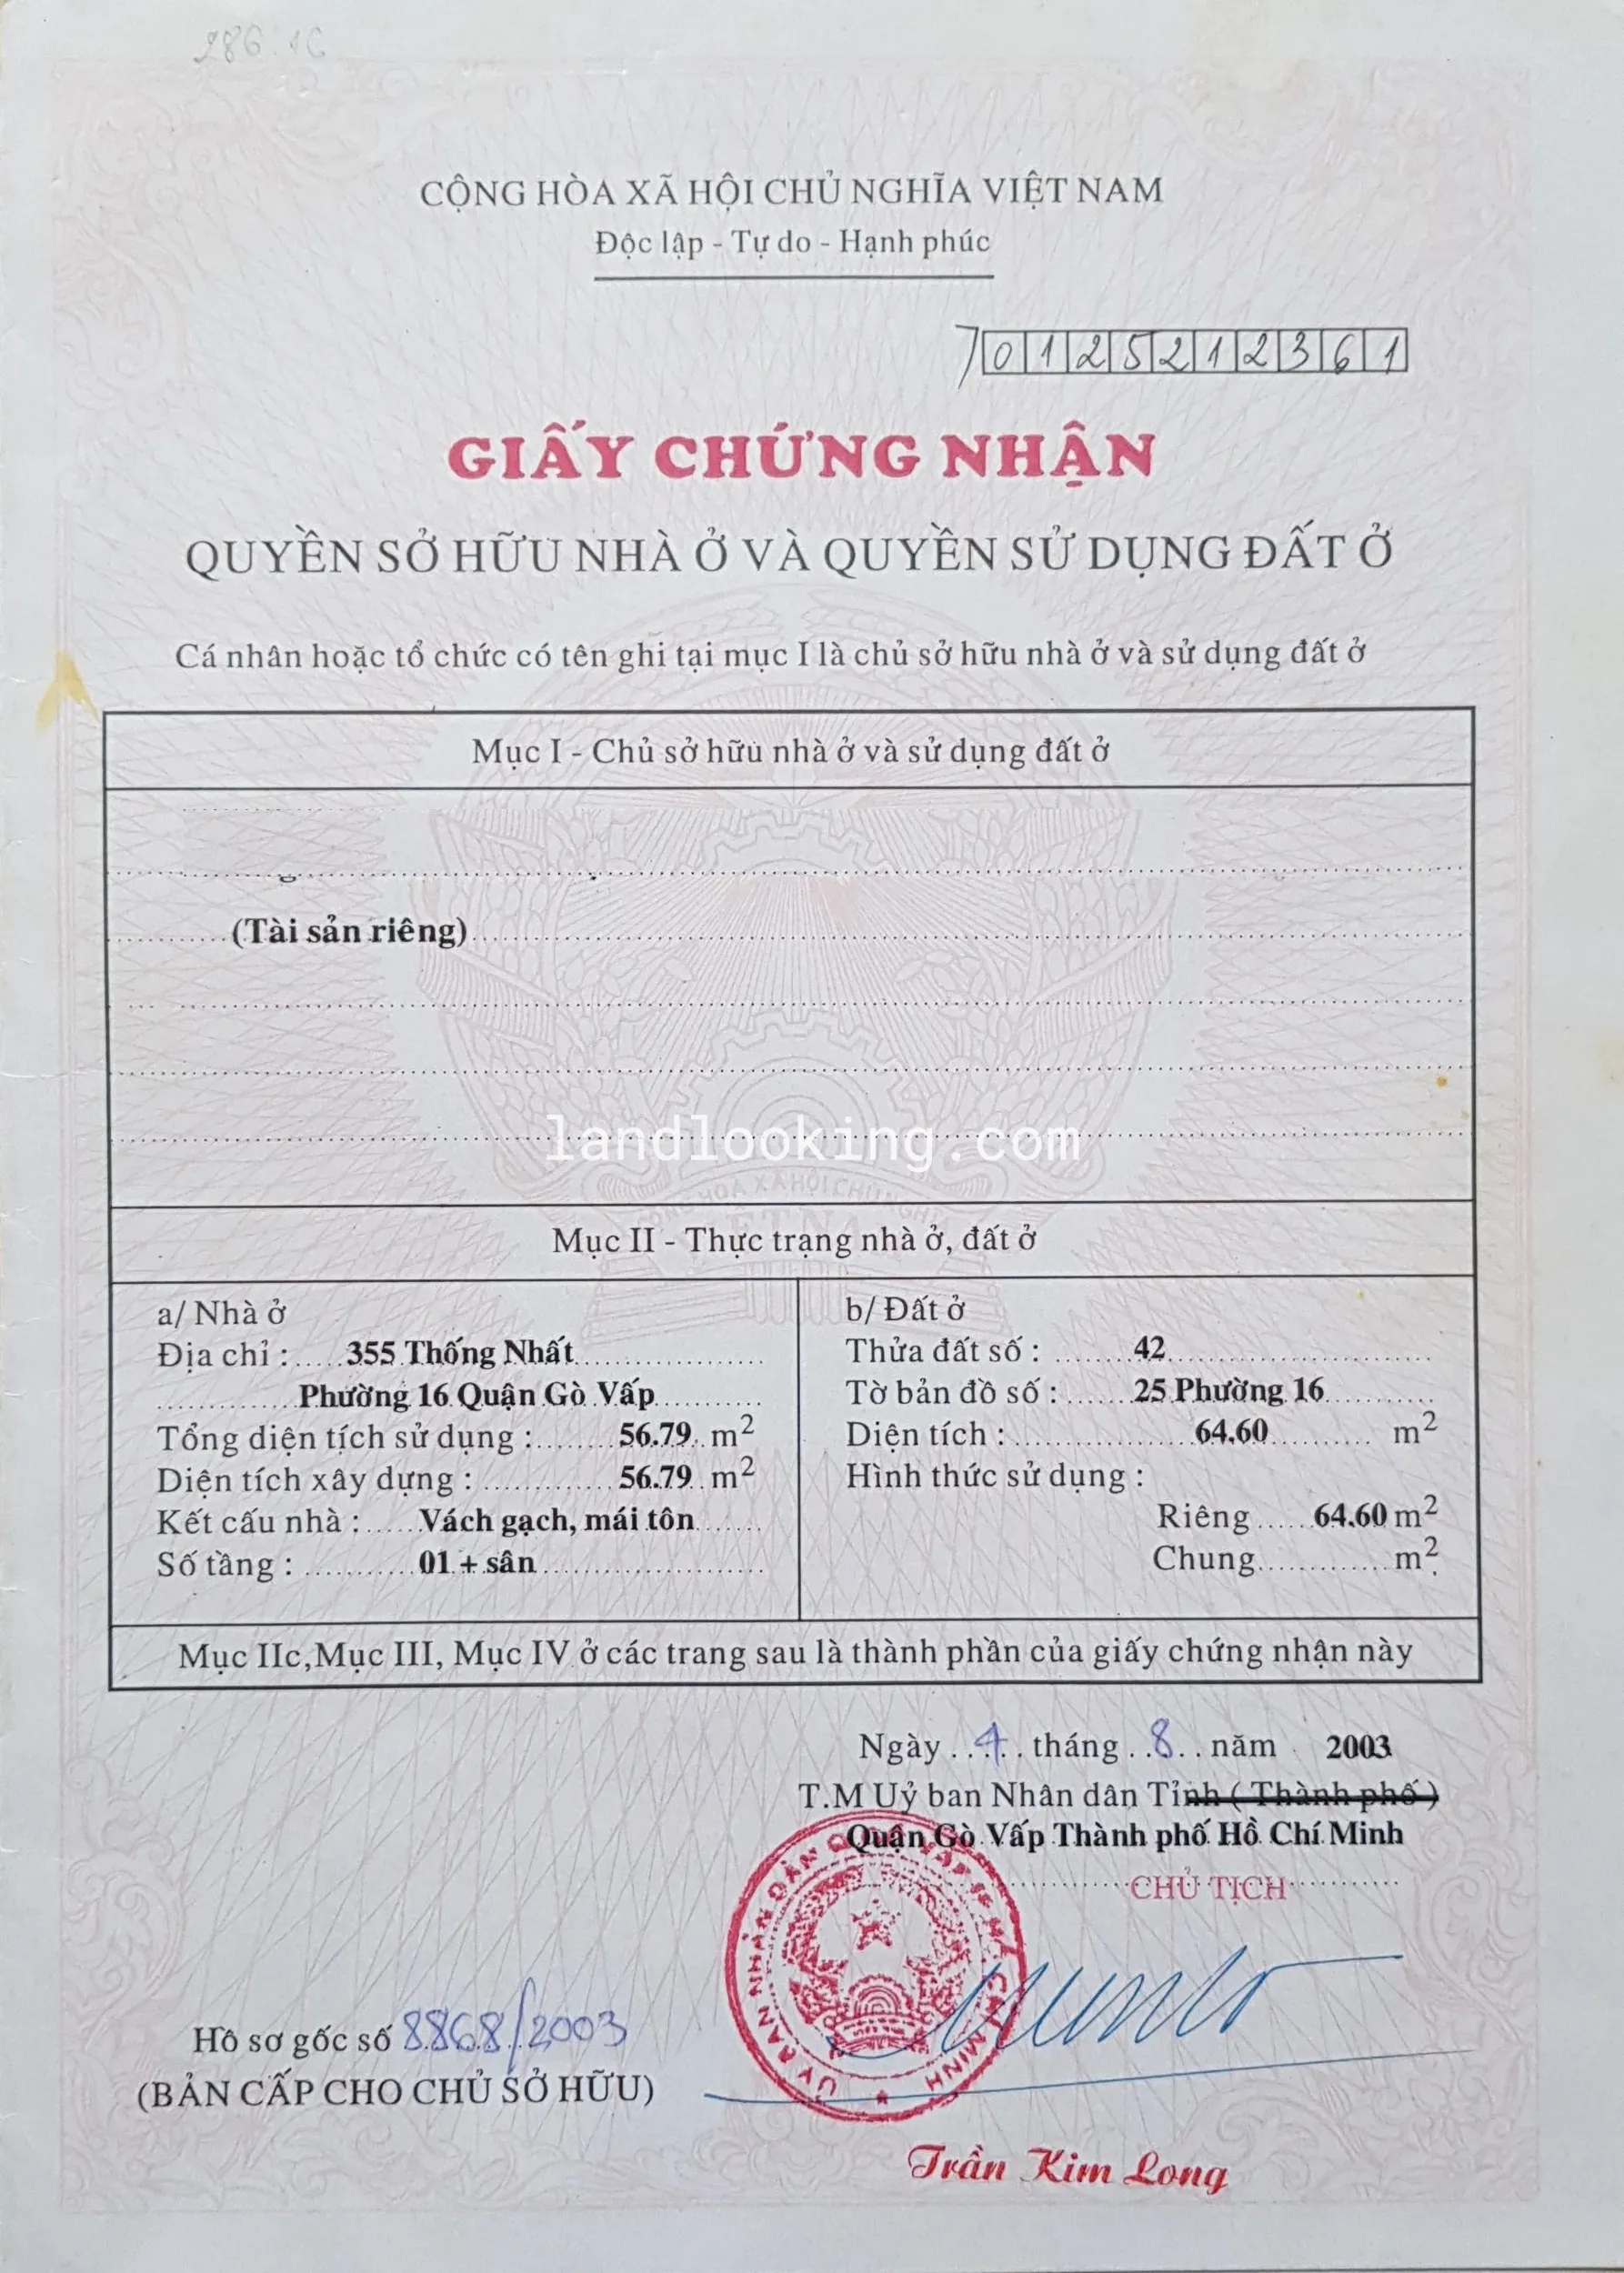 286.16
CỘNG HÒA XÃ HỘI CHỦ NGHĨA VIỆT NAM
Độc lập - Tự do - Hạnh phúc
70125212361
GIẤY CHỨNG NHẬN
QUYỀN SỞ HỮU NHÀ Ở VÀ QUYỀN SỬ DỤNG ĐẤT Ở
Cá nhân hoặc tổ chức có tên ghi tại mục I là chủ sở hữu nhà ở và sử dụng đất ở
Mục I - Chủ sở hữu nhà ở và sử dụng đất ở
(Tài sản riêng)
landlooking.com
Mục II - Thực trạng nhà ở, đất ở
a/ Nhà ở
Địa chỉ : 355 Thống Nhất
Phường 16 Quận Gò Vấp
Tổng diện tích sử dụng : 56.79 m2
Diện tích xây dựng : 56.79 m2
Kết cấu nhà : Vách gạch, mái tôn
Số tầng : 01 + sân
b/ Đất ở
Thửa đất số : 42
Tờ bản đồ số : 25 Phường 16
Diện tích : 64.60 m2
Hình thức sử dụng :
Riêng 64.60 m2
Chung m2
Mục IIc, Mục III, Mục IV ở các trang sau là thành phần của giấy chứng nhận này
Ngày 4 tháng 8 năm 2003
T.M Uỷ ban Nhân dân Tỉnh ( Thành phố )
Quận Gò Vấp Thành phố Hồ Chí Minh
CHỦ TỊCH
Hồ sơ gốc số 8868/2003
(BẢN CẤP CHO CHỦ SỞ HỮU)
Trần Kim Long